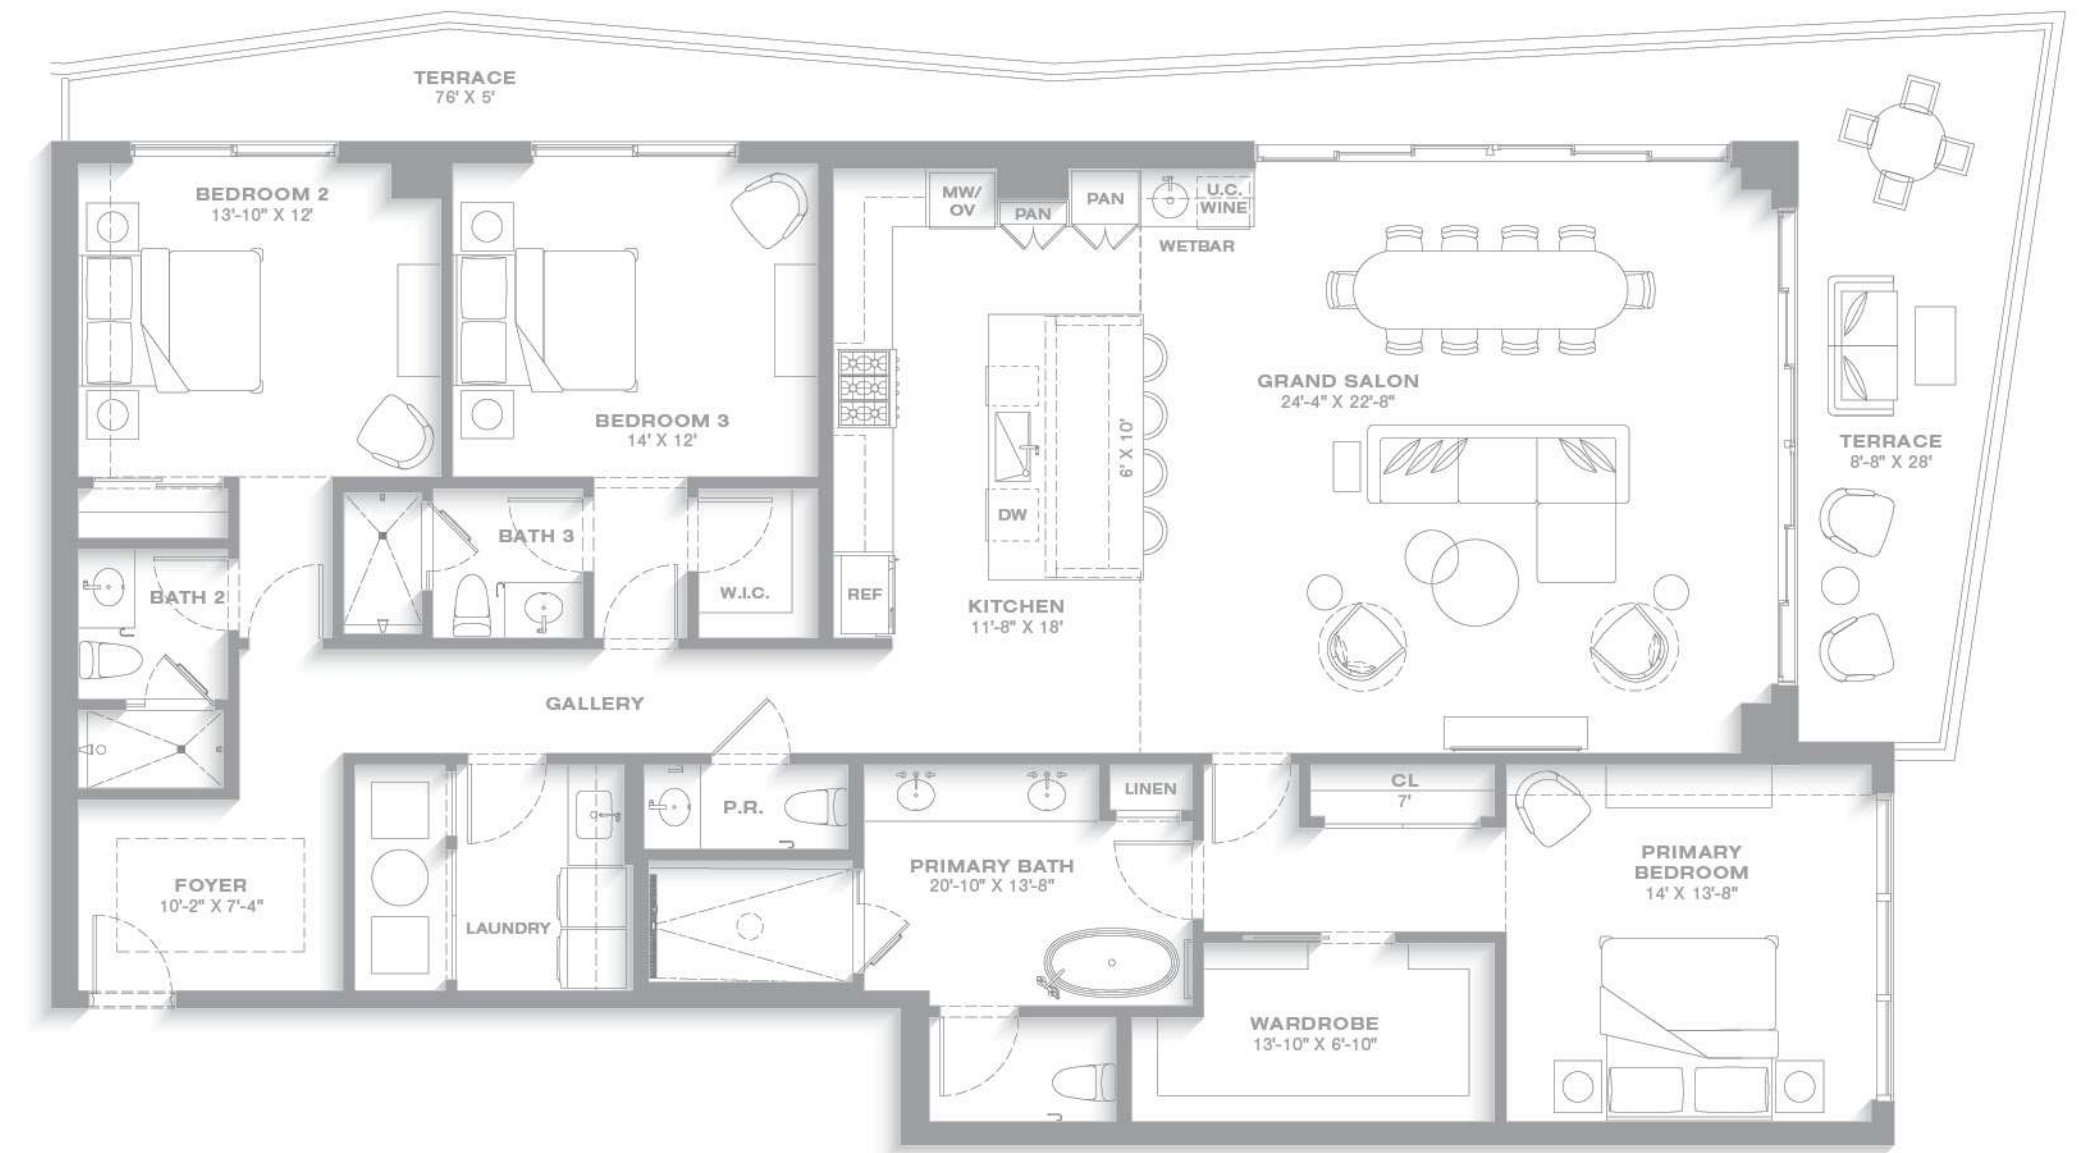 TERRACE
76' X 5'
BEDROOM 2
13'-10" X 12'
BEDROOM 3
14' X 12'
MW/
OV
PAN
PAN
U.C.
WINE
WETBAR
GRAND SALON
24'-4" X 22'-8"
6' X 10'
TERRACE
8'-8" X 28'
DW
BATH 3
BATH 2
W.I.C.
REF
KITCHEN
11'-8" X 18'
GALLERY
P.R.
LINEN
CL
7'
FOYER
10'-2" X 7'-4"
LAUNDRY
PRIMARY BATH
20'-10" X 13'-8"
PRIMARY
BEDROOM
14' X 13'-8"
WARDROBE
13'-10" X 6'-10"